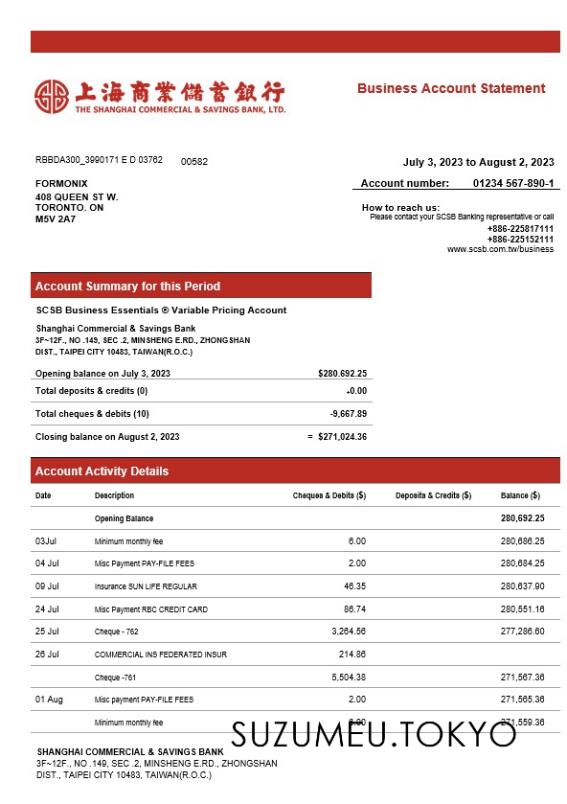 上海商業儲蓄銀行
THE SHANGHAI COMMERCIAL & SAVINGS BANK, LTD.
Business Account Statement
RBBDA300_3990171 E D 03762 00582
July 3, 2023 to August 2, 2023
FORMONIX
408 QUEEN ST W.
TORONTO. ON
M5V 2A7
Account number: 01234 567-890-1
How to reach us:
Please contact your SCSB Banking representative or call
+886-225817111
+886-225152111
www.scsb.com.tw/business
Account Summary for this Period
SCSB Business Essentials ® Variable Pricing Account
Shanghai Commercial & Savings Bank
3F~12F., NO .149, SEC .2, MINSHENG E.RD., ZHONGSHAN
DIST., TAIPEI CITY 10483, TAIWAN(R.O.C.)
Opening balance on July 3, 2023 $280.692.25
Total deposits & credits (0) -0.00
Total cheques & debits (10) -9,667.89
Closing balance on August 2, 2023 = $271,024.36
Account Activity Details
Date Description Cheques & Debits ($) Deposits & Credits ($) Balance ($)
Opening Balance 280,692.25
03Jul Minimum monthly fee 6.00 280,686.25
04 Jul Misc Payment PAY-FILE FEES 2.00 280,684.25
09 Jul Insurance SUN LIFE REGULAR 46.35 280,637.90
24 Jul Misc Payment RBC CREDIT CARD 86.74 280,551.16
25 Jul Cheque - 762 3,264.56 277,286.60
26 Jul COMMERCIAL INS FEDERATED INSUR 214.86
Cheque -761 5,504.38 271,567.36
01 Aug Misc payment PAY-FILE FEES 2.00 271,565.36
Minimum monthly fee 6.00 271,559.36
SUZUMEU.TOKYO
SHANGHAI COMMERCIAL & SAVINGS BANK
3F~12F., NO .149, SEC .2, MINSHENG E.RD., ZHONGSHAN
DIST., TAIPEI CITY 10483, TAIWAN(R.O.C.)